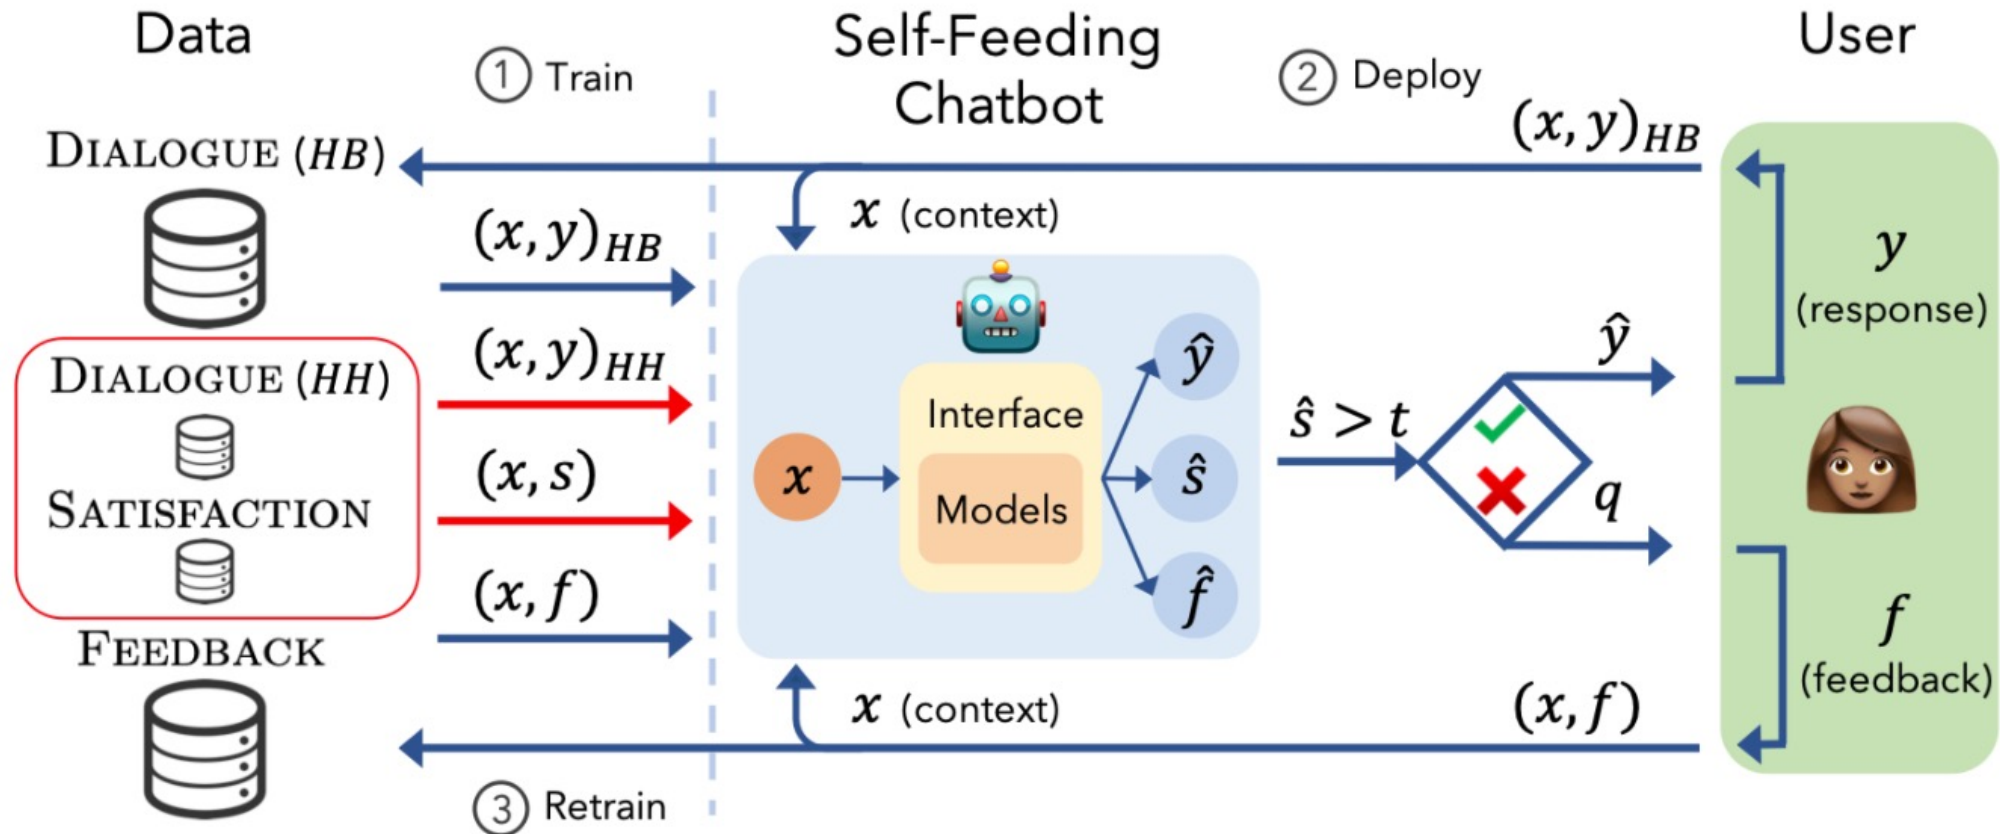 Data
① Train
Self-Feeding
Chatbot
② Deploy
User
DIALOGUE (HB)
(x, y)HB
x (context)
(x, y)HB
y
(response)
DIALOGUE (HH)
(x, y)HH
SATISFACTION
(x, s)
FEEDBACK
(x, f)
x
Interface
Models
ŷ
ŝ
f̂
ŝ > t
ŷ
q
f
(feedback)
x (context)
(x, f)
③ Retrain